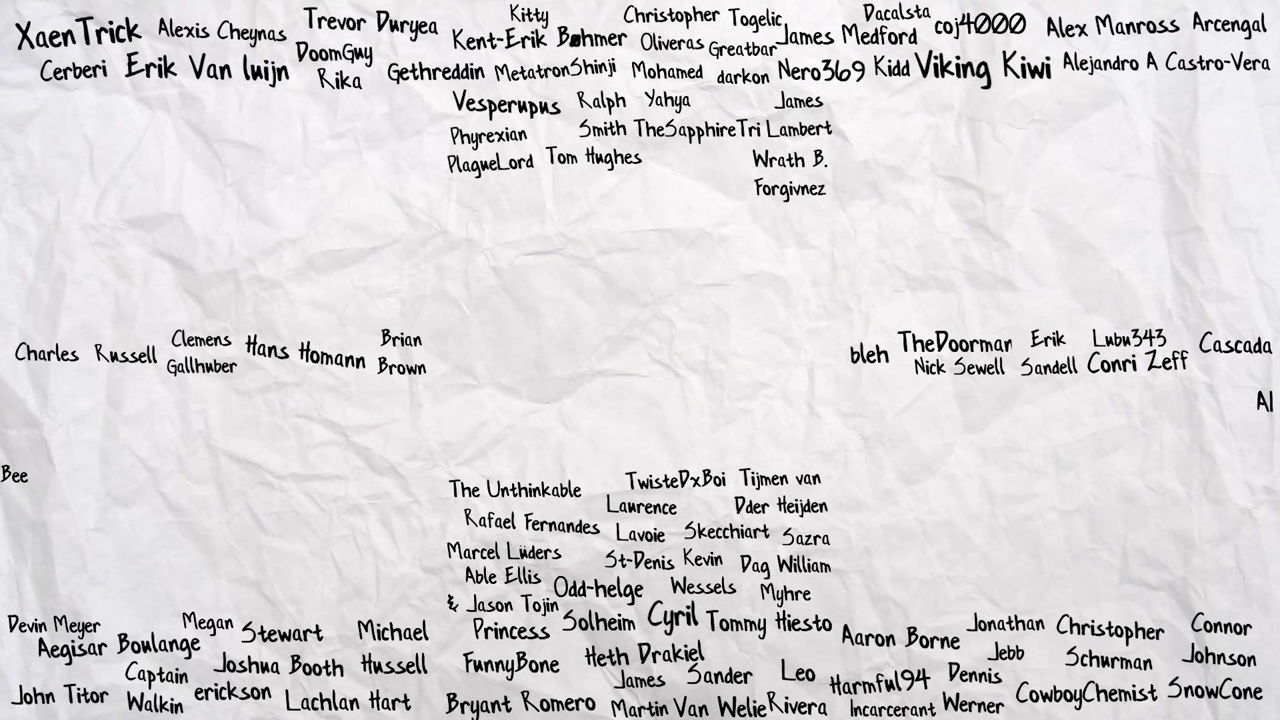 XaenTrick Alexis Cheynas Trevor Duryea Kitty Kent-Erik Bøhmer Christopher Oliveras Togelic Greatbar James Medford Dacalsta coj4000 Alex Manross Arcengal
Cerberi Erik Van luijn DoomGuy Rika Gethreddin Metatron Shinji Mohamed darkon Nero369 Kidd Viking Kiwi Alejandro A Castro-Vera
Vesperupus Ralph Yahya James
Phyrexian Smith TheSapphireTri Lambert
PlagueLord Tom Hughes Wrath B.
Forgivnez
Charles Russell Clemens Gallhuber Hans Homann Brian Brown
bleh TheDoorman Erik Lubu343 Cascada
Nick Sewell Sandell Conri Zeff
Al
Bee
The Unthinkable TwisteDxBoi Tijmen van
Laurence Dder Heijden
Rafael Fernandes Lavoie Skecchiart Sazra
Marcel Lüders St-Denis Kevin Dag William
Able Ellis Odd-helge Wessels Myhre
& Jason Tojin Solheim Cyril Tommy Hiesto
Devin Meyer Megan Stewart Michael Princess Aaron Borne Jonathan Christopher Connor
Aegisar Boulange Joshua Booth Hussell FunnyBone Heth Drakiel Jebb Schurman Johnson
Captain James Sander Leo Harmful94 Dennis
John Titor Walkin erickson Lachlan Hart Bryant Romero Martin Van Welie Rivera Incarcerant Werner CowboyChemist SnowCone